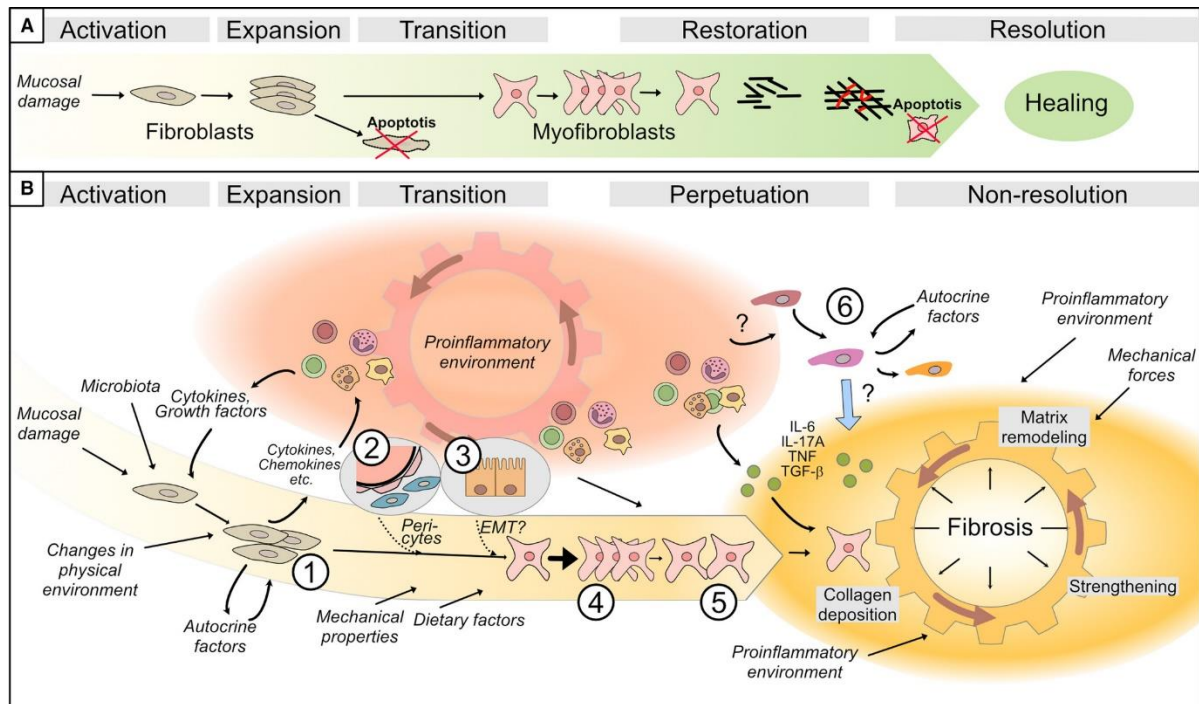 A
Activation
Expansion
Transition
Restoration
Resolution
Mucosal
damage
Fibroblasts
Apoptotis
Myofibroblasts
Apoptotis
Healing
B
Activation
Expansion
Transition
Perpetuation
Non-resolution
Proinflammatory
environment
?
6
Autocrine
factors
Proinflammatory
environment
Mechanical
forces
Microbiota
Cytokines,
Growth factors
Mucosal
damage
Cytokines,
Chemokines
etc.
2
3
?
IL-6
IL-17A
TNF
TGF-β
Matrix
remodeling
Fibrosis
Strengthening
Collagen
deposition
Peri-
cytes
EMT?
Changes in
physical
environment
1
Autocrine
factors
Mechanical
properties
Dietary factors
4
5
Proinflammatory
environment